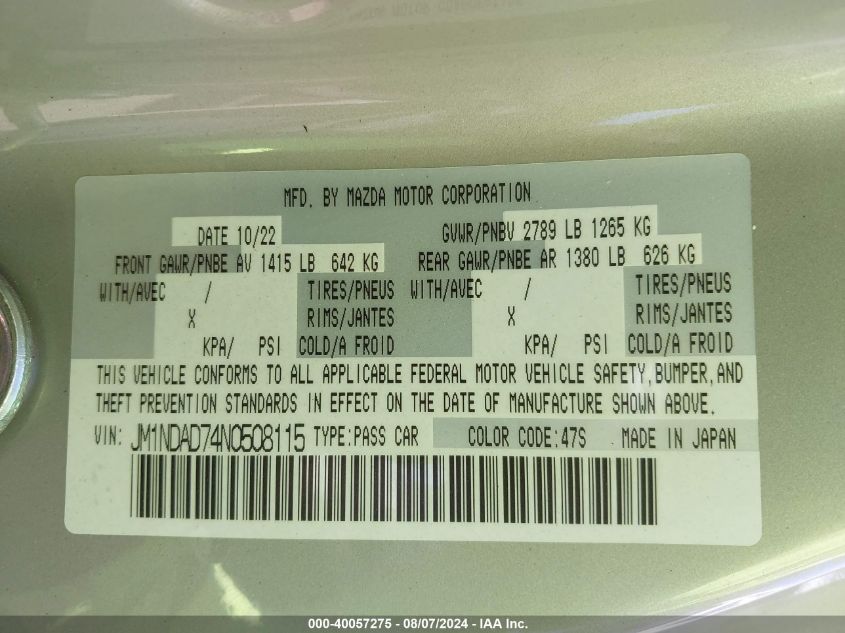 MFD. BY MAZDA MOTOR CORPORATION
DATE 10/22 GVWR/PNBV 2789 LB 1265 KG
FRONT GAWR/PNBE AV 1415 LB 642 KG REAR GAWR/PNBE AR 1380 LB 626 KG
WITH/AVEC / TIRES/PNEUS WITH/AVEC / TIRES/PNEUS
X RIMS/JANTES X RIMS/JANTES
KPA/ PSI COLD/A FROID KPA/ PSI COLD/A FROID
THIS VEHICLE CONFORMS TO ALL APPLICABLE FEDERAL MOTOR VEHICLE SAFETY,BUMPER,AND
THEFT PREVENTION STANDARDS IN EFFECT ON THE DATE OF MANUFACTURE SHOWN ABOVE.
VIN: JM1NDAD74N0508115 TYPE:PASS CAR COLOR CODE:47S MADE IN JAPAN
000-40057275 - 08/07/2024 - IAA Inc.